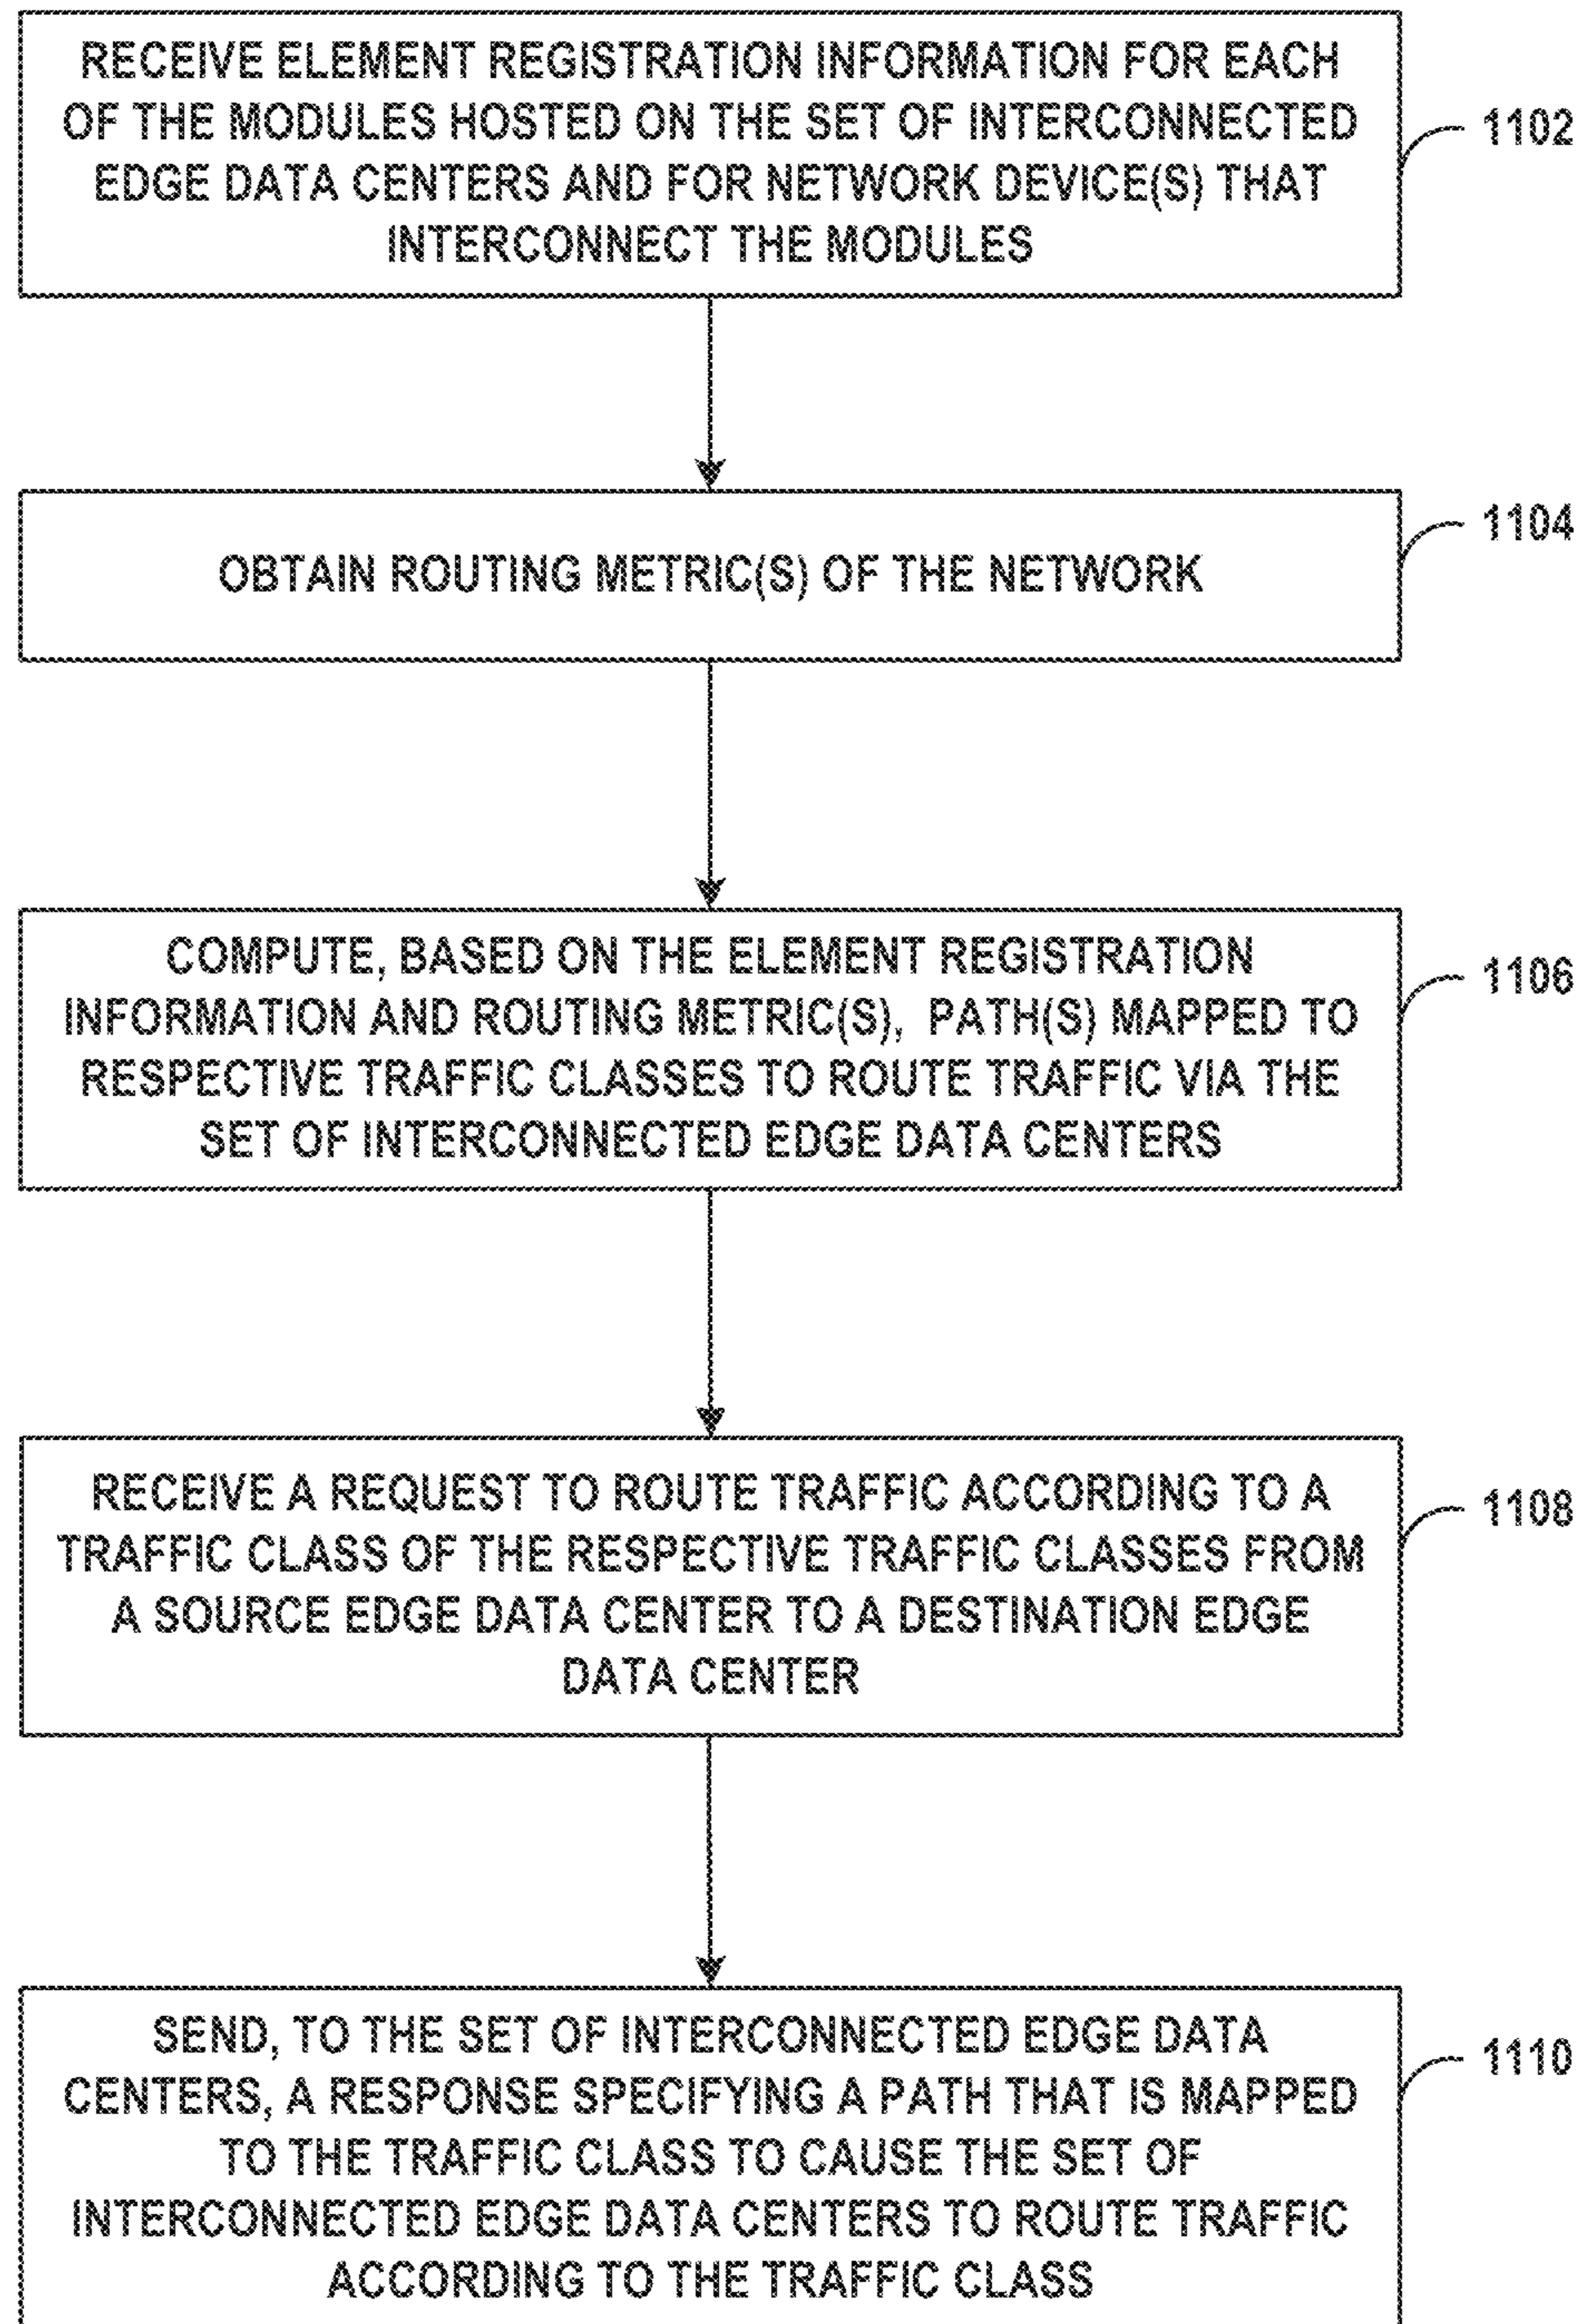 RECEIVE ELEMENT REGISTRATION INFORMATION FOR EACH
OF THE MODULES HOSTED ON THE SET OF INTERCONNECTED
EDGE DATA CENTERS AND FOR NETWORK DEVICE(S) THAT
INTERCONNECT THE MODULES
1102
OBTAIN ROUTING METRIC(S) OF THE NETWORK
1104
COMPUTE, BASED ON THE ELEMENT REGISTRATION
INFORMATION AND ROUTING METRIC(S), PATH(S) MAPPED TO
RESPECTIVE TRAFFIC CLASSES TO ROUTE TRAFFIC VIA THE
SET OF INTERCONNECTED EDGE DATA CENTERS
1106
RECEIVE A REQUEST TO ROUTE TRAFFIC ACCORDING TO A
TRAFFIC CLASS OF THE RESPECTIVE TRAFFIC CLASSES FROM
A SOURCE EDGE DATA CENTER TO A DESTINATION EDGE
DATA CENTER
1108
SEND, TO THE SET OF INTERCONNECTED EDGE DATA
CENTERS, A RESPONSE SPECIFYING A PATH THAT IS MAPPED
TO THE TRAFFIC CLASS TO CAUSE THE SET OF
INTERCONNECTED EDGE DATA CENTERS TO ROUTE TRAFFIC
ACCORDING TO THE TRAFFIC CLASS
1110